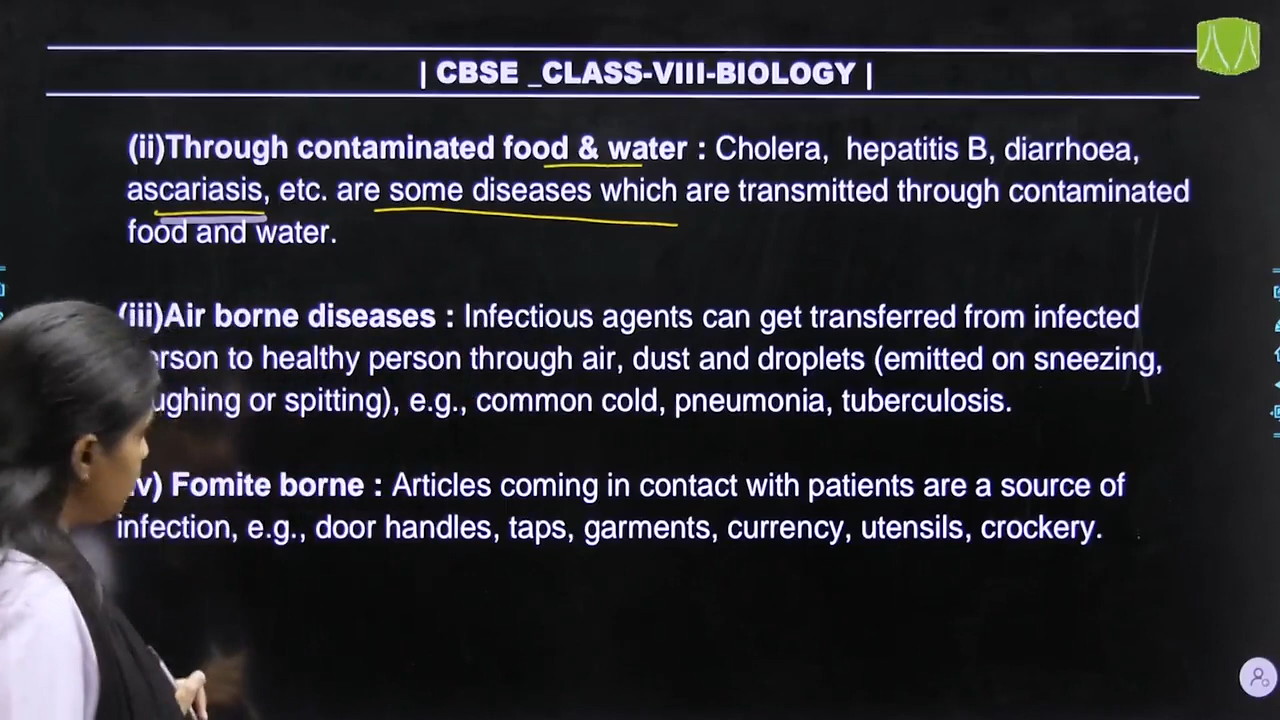 | CBSE _CLASS-VIII-BIOLOGY |
(ii)Through contaminated food & water : Cholera, hepatitis B, diarrhoea,
ascariasis, etc. are some diseases which are transmitted through contaminated
food and water.
(iii)Air borne diseases : Infectious agents can get transferred from infected
erson to healthy person through air, dust and droplets (emitted on sneezing,
ughing or spitting), e.g., common cold, pneumonia, tuberculosis.
v) Fomite borne : Articles coming in contact with patients are a source of
infection, e.g., door handles, taps, garments, currency, utensils, crockery.